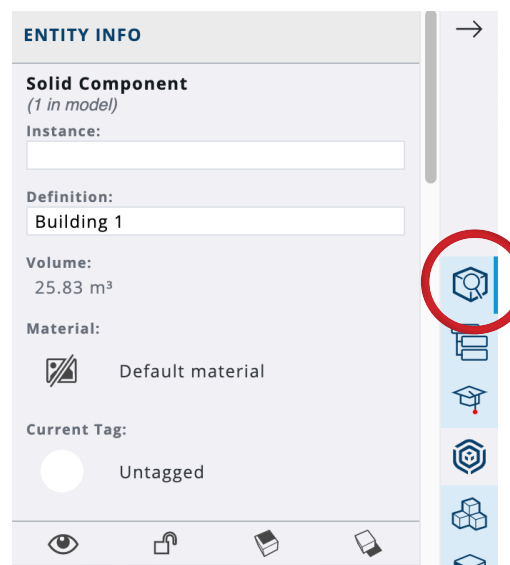 ENTITY INFO
Solid Component
(1 in model)
Instance:
Definition:
Building 1
Volume:
25.83 m³
Material:
Default material
Current Tag:
Untagged